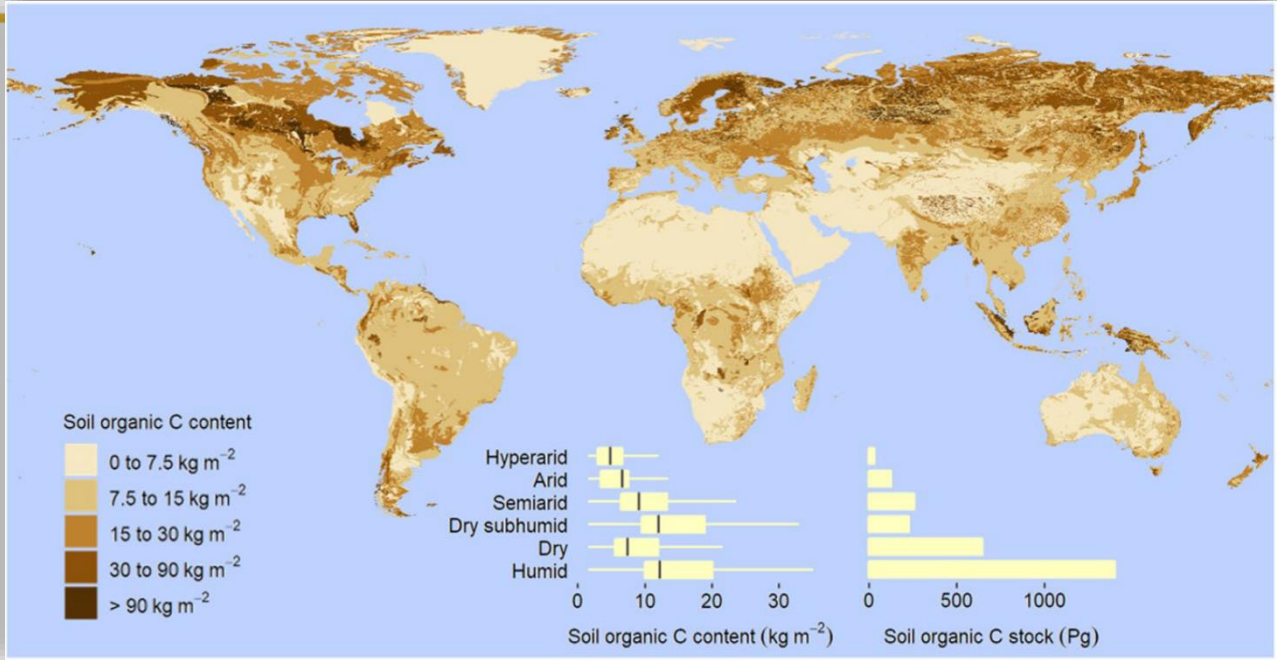 Soil organic C content
0 to 7.5 kg m⁻²
7.5 to 15 kg m⁻²
15 to 30 kg m⁻²
30 to 90 kg m⁻²
> 90 kg m⁻²
Hyperarid
Arid
Semiarid
Dry subhumid
Dry
Humid
0 10 20 30
Soil organic C content (kg m⁻²)
0 500 1000
Soil organic C stock (Pg)